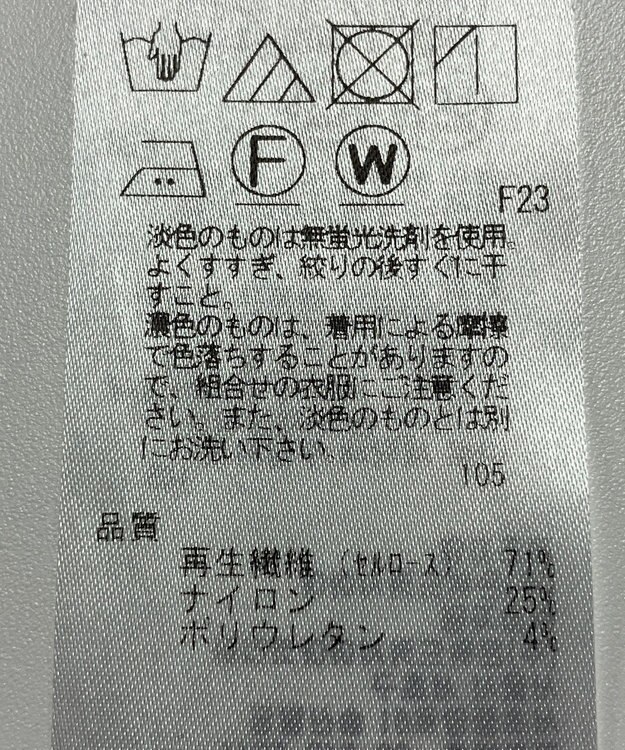 F W
F23
淡色のものは無蛍光洗剤を使用。
よくすすぎ、絞りの後すぐに干
すこと。
濃色のものは、着用による摩擦
で色落ちすることがありますの
で、組合せの衣服にご注意くだ
さい。また、淡色のものとは別
にお洗い下さい。
105
品質
再生繊維(セルロース) 71%
ナイロン 25%
ポリウレタン 4%